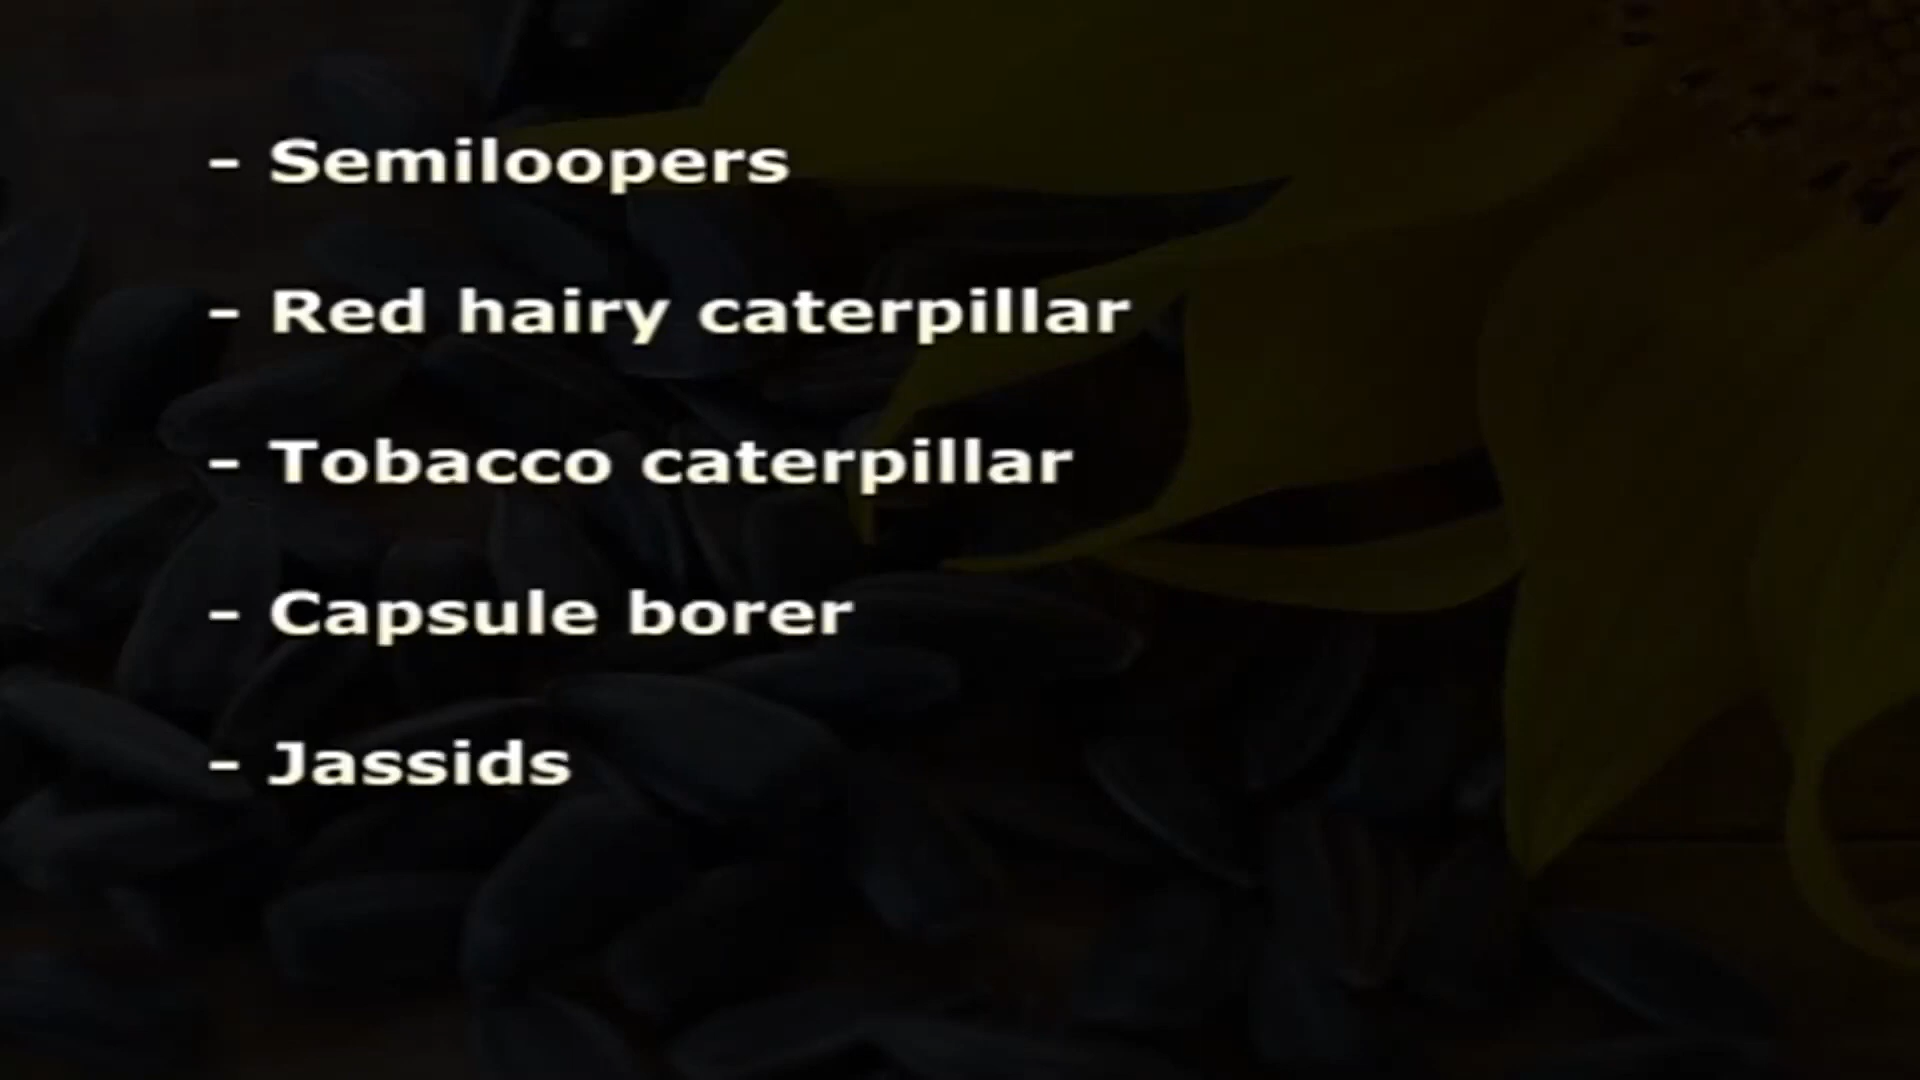 - Semiloopers
- Red hairy caterpillar
- Tobacco caterpillar
- Capsule borer
- Jassids